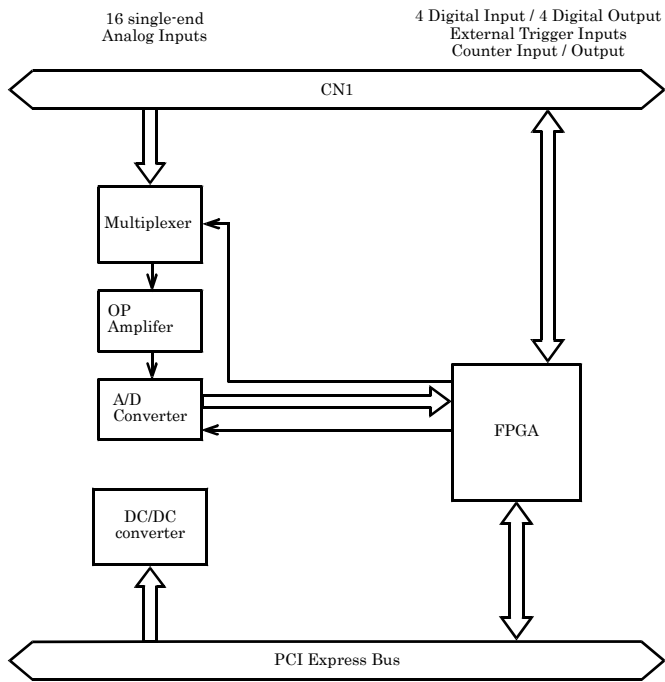 16 single-end
Analog Inputs
4 Digital Input / 4 Digital Output
External Trigger Inputs
Counter Input / Output
CN1
Multiplexer
OP
Amplifer
A/D
Converter
FPGA
DC/DC
converter
PCI Express Bus